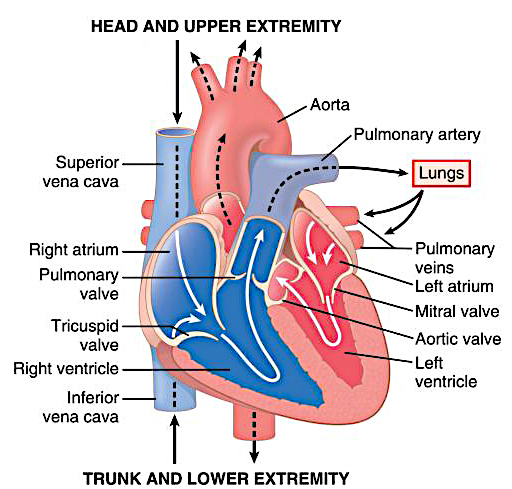 HEAD AND UPPER EXTREMITY
Aorta
Pulmonary artery
Lungs
Superior
vena cava
Right atrium
Pulmonary
valve
Tricuspid
valve
Right ventricle
Inferior
vena cava
Pulmonary
veins
Left atrium
Mitral valve
Aortic valve
Left
ventricle
TRUNK AND LOWER EXTREMITY